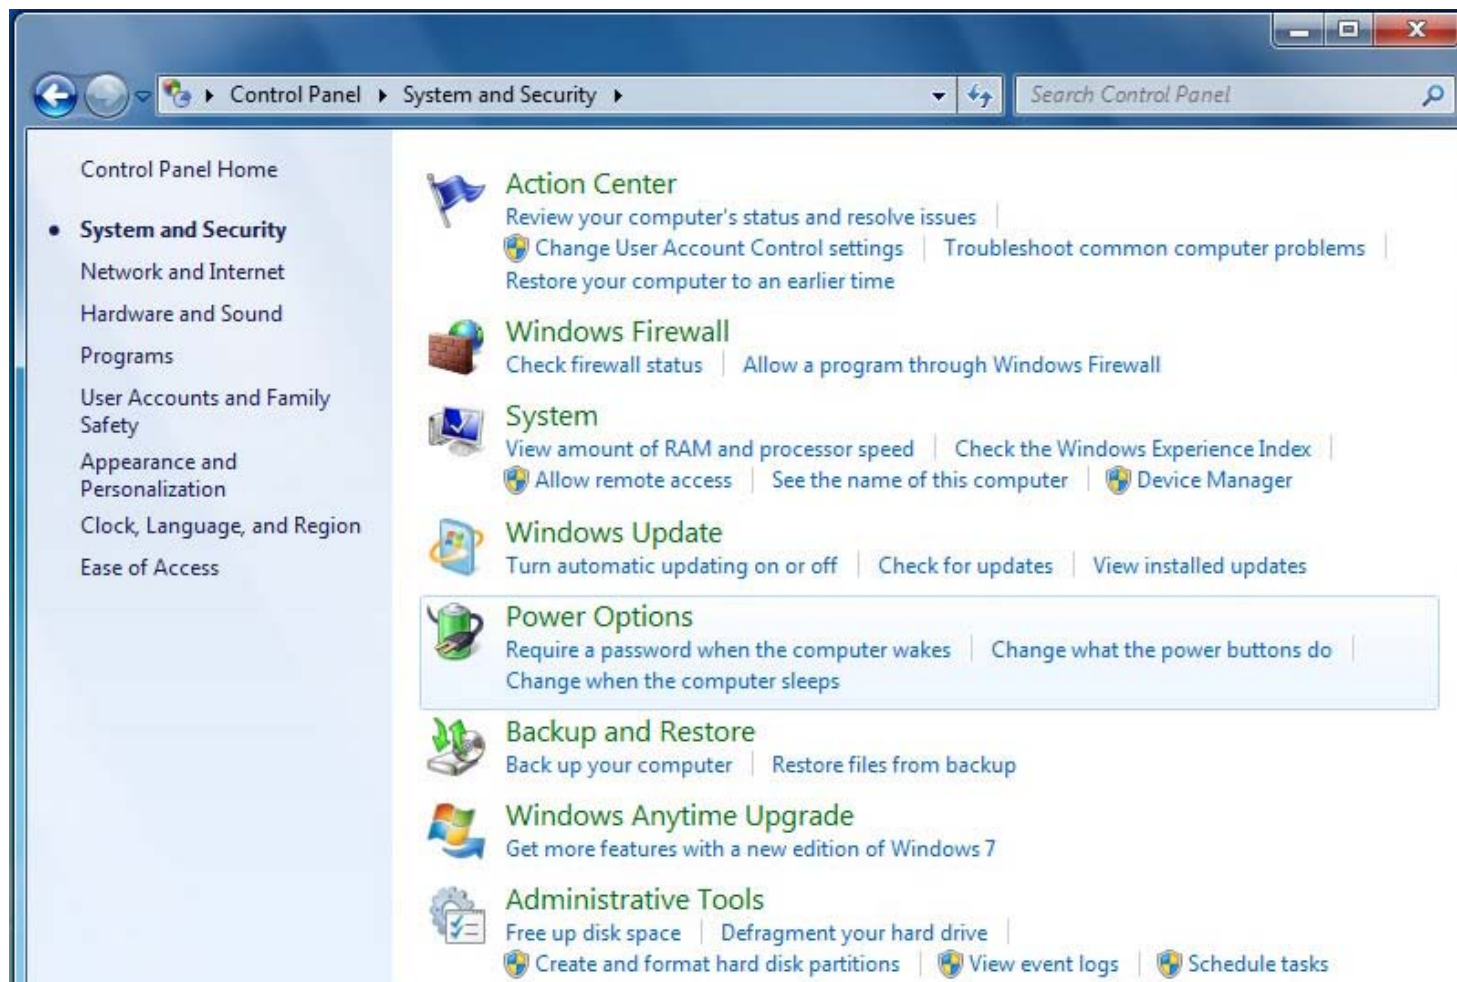 Control Panel System and Security Search Control Panel
Control Panel Home
System and Security
Network and Internet
Hardware and Sound
Programs
User Accounts and Family
Safety
Appearance and
Personalization
Clock, Language, and Region
Ease of Access
Action Center
Review your computer's status and resolve issues
Change User Account Control settings Troubleshoot common computer problems
Restore your computer to an earlier time
Windows Firewall
Check firewall status Allow a program through Windows Firewall
System
View amount of RAM and processor speed Check the Windows Experience Index
Allow remote access See the name of this computer Device Manager
Windows Update
Turn automatic updating on or off Check for updates View installed updates
Power Options
Require a password when the computer wakes Change what the power buttons do
Change when the computer sleeps
Backup and Restore
Back up your computer Restore files from backup
Windows Anytime Upgrade
Get more features with a new edition of Windows 7
Administrative Tools
Free up disk space Defragment your hard drive
Create and format hard disk partitions View event logs Schedule tasks